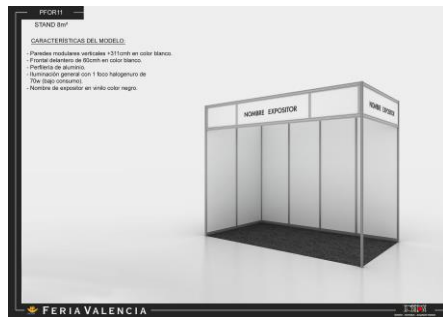 PFOR11
STAND 8m²
CARACTERÍSTICAS DEL MODELO:
- Paredes modulares verticales +311cmh en color blanco.
- Frontal delantero de 60cmh en color blanco.
- Perfilería de aluminio.
- Iluminación general con 1 foco halogenuro de
70w (bajo consumo).
- Nombre de expositor en vinilo color negro.
NOMBRE EXPOSITOR
NOMBRE EXPOSITOR
FERIA VALENCIA